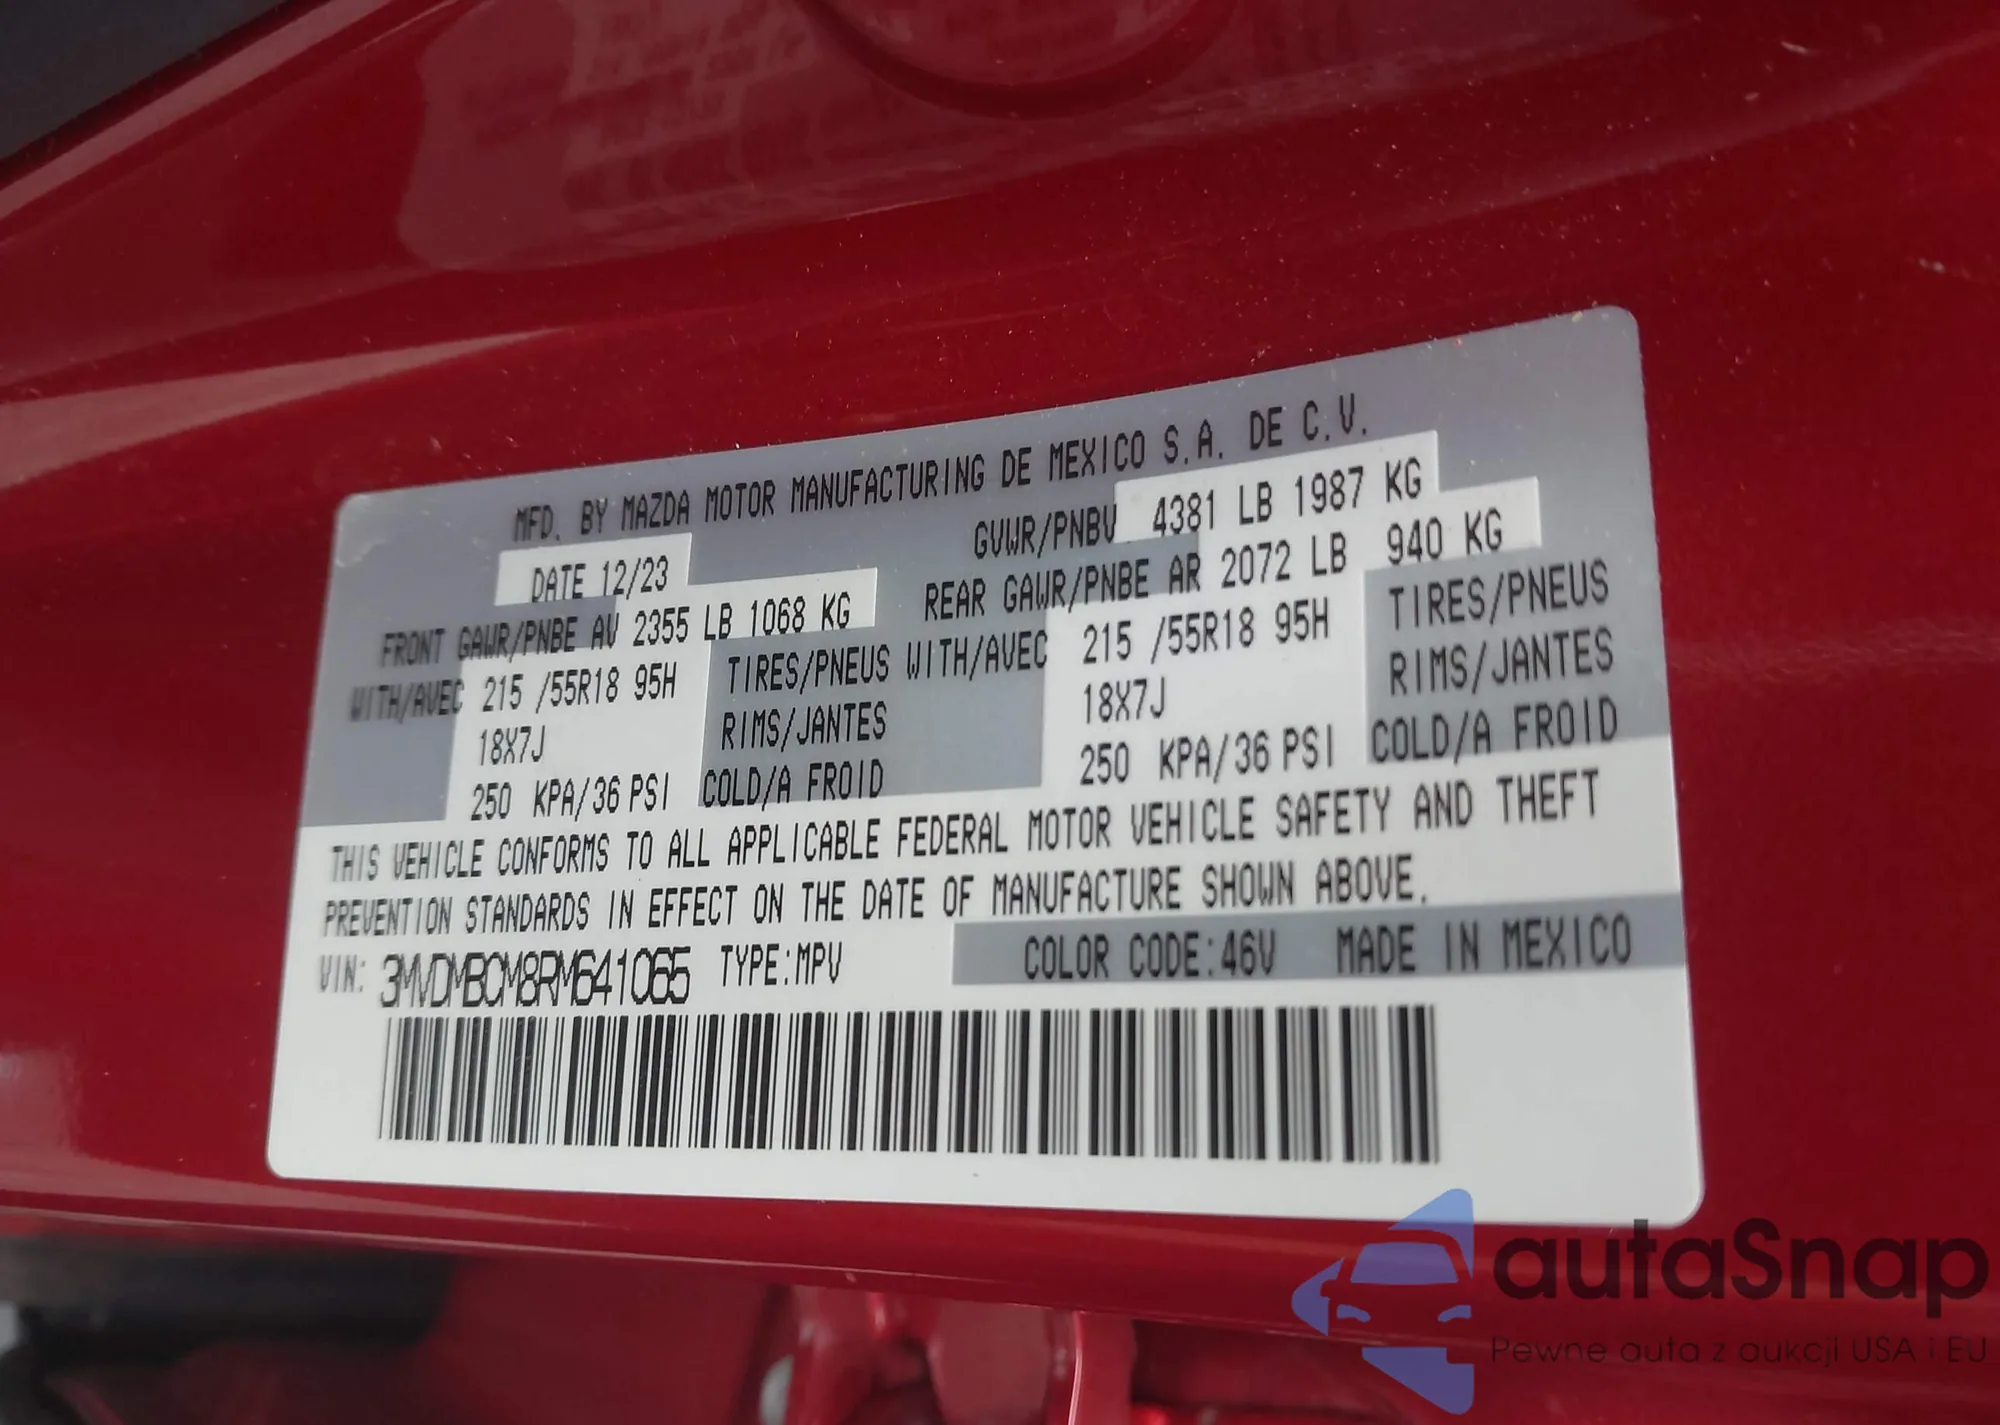 MFD. BY MAZDA MOTOR MANUFACTURING DE MEXICO S.A. DE C.V.
DATE 12/23 GVWR/PNBV 4381 LB 1987 KG
FRONT GAWR/PNBE AV 2355 LB 1068 KG REAR GAWR/PNBE AR 2072 LB 940 KG
WITH/AVEC 215 /55R18 95H TIRES/PNEUS WITH/AVEC 215 /55R18 95H TIRES/PNEUS
18X7J RIMS/JANTES 18X7J RIMS/JANTES
250 KPA/36 PSI COLD/A FROID 250 KPA/36 PSI COLD/A FROID
THIS VEHICLE CONFORMS TO ALL APPLICABLE FEDERAL MOTOR VEHICLE SAFETY AND THEFT
PREVENTION STANDARDS IN EFFECT ON THE DATE OF MANUFACTURE SHOWN ABOVE.
VIN: 3MVDMBCM8RM641065 TYPE:MPV COLOR CODE:46V MADE IN MEXICO
autaSnap
Pewne auta z aukcji USA i EU